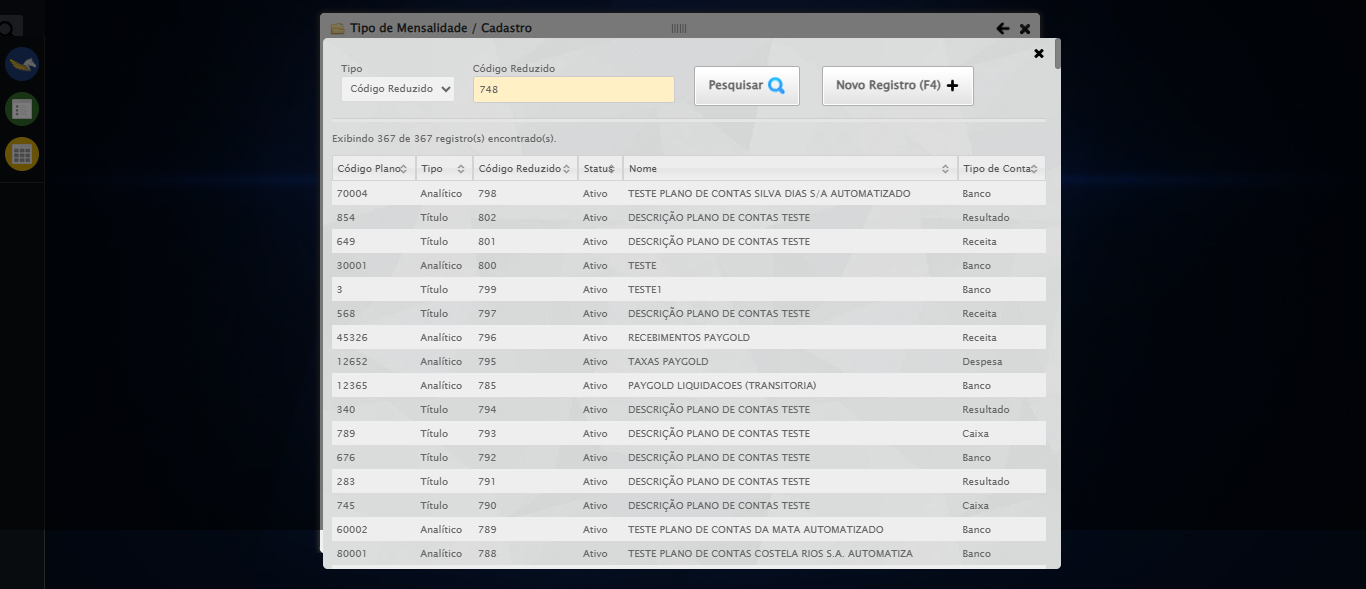 Tipo de Mensalidade / Cadastro
Tipo Código Reduzido
Código Reduzido 748 Pesquisar Novo Registro (F4)
Exibindo 367 de 367 registro(s) encontrado(s).
Código Plano Tipo Código Reduzido Status Nome Tipo de Conta
70004 Analítico 798 Ativo TESTE PLANO DE CONTAS SILVA DIAS S/A AUTOMATIZADO Banco
854 Título 802 Ativo DESCRIÇÃO PLANO DE CONTAS TESTE Resultado
649 Título 801 Ativo DESCRIÇÃO PLANO DE CONTAS TESTE Receita
30001 Analítico 800 Ativo TESTE Banco
3 Título 799 Ativo TESTE1 Banco
568 Título 797 Ativo DESCRIÇÃO PLANO DE CONTAS TESTE Receita
45326 Analítico 796 Ativo RECEBIMENTOS PAYGOLD Receita
12652 Analítico 795 Ativo TAXAS PAYGOLD Despesa
12365 Analítico 785 Ativo PAYGOLD LIQUIDACOES (TRANSITORIA) Banco
340 Título 794 Ativo DESCRIÇÃO PLANO DE CONTAS TESTE Resultado
789 Título 793 Ativo DESCRIÇÃO PLANO DE CONTAS TESTE Caixa
676 Título 792 Ativo DESCRIÇÃO PLANO DE CONTAS TESTE Banco
283 Título 791 Ativo DESCRIÇÃO PLANO DE CONTAS TESTE Resultado
745 Título 790 Ativo DESCRIÇÃO PLANO DE CONTAS TESTE Caixa
60002 Analítico 789 Ativo TESTE PLANO DE CONTAS DA MATA AUTOMATIZADO Banco
80001 Analítico 788 Ativo TESTE PLANO DE CONTAS COSTELA RIOS S.A. AUTOMATIZA Banco